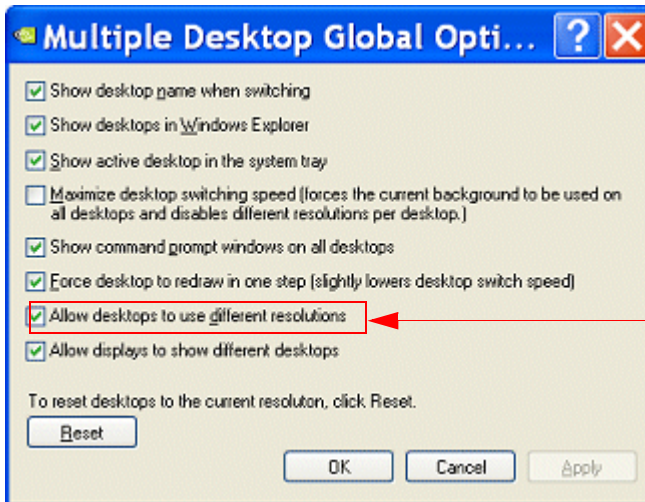 Multiple Desktop Global Opti...
Show desktop name when switching
Show desktops in Windows Explorer
Show active desktop in the system tray
Maximize desktop switching speed (forces the current background to be used on
all desktops and disables different resolutions per desktop.)
Show command prompt windows on all desktops
Force desktop to redraw in one step (slightly lowers desktop switch speed)
Allow desktops to use different resolutions
Allow displays to show different desktops
To reset desktops to the current resoluton, click Reset.
Reset
OK Cancel Apply